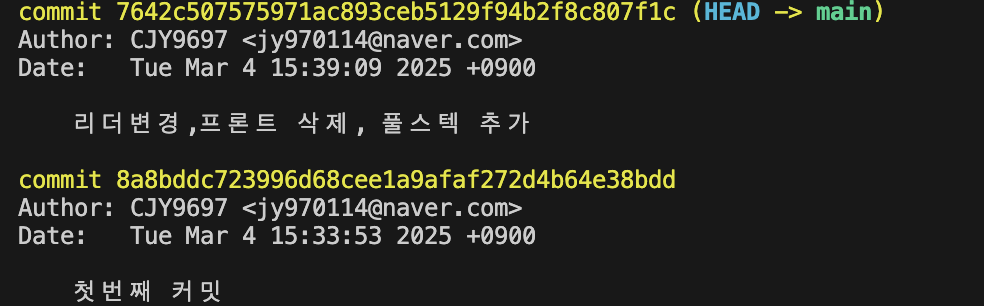 commit 7642c507575971ac893ceb5129f94b2f8c807f1c (HEAD -> main)
Author: CJY9697 <jy970114@naver.com>
Date:   Tue Mar 4 15:39:09 2025 +0900
리더변경,프론트 삭제, 풀스텍 추가
commit 8a8bddc723996d68cee1a9afaf272d4b64e38bdd
Author: CJY9697 <jy970114@naver.com>
Date:   Tue Mar 4 15:33:53 2025 +0900
첫번째 커밋